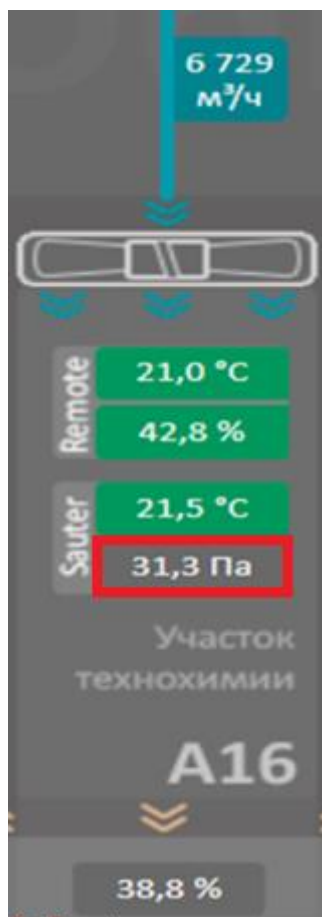 6 729
м³/ч
Remote
21,0 °C
42,8 %
Sauter
21,5 °C
31,3 Па
Участок
технохимии
A16
38,8 %